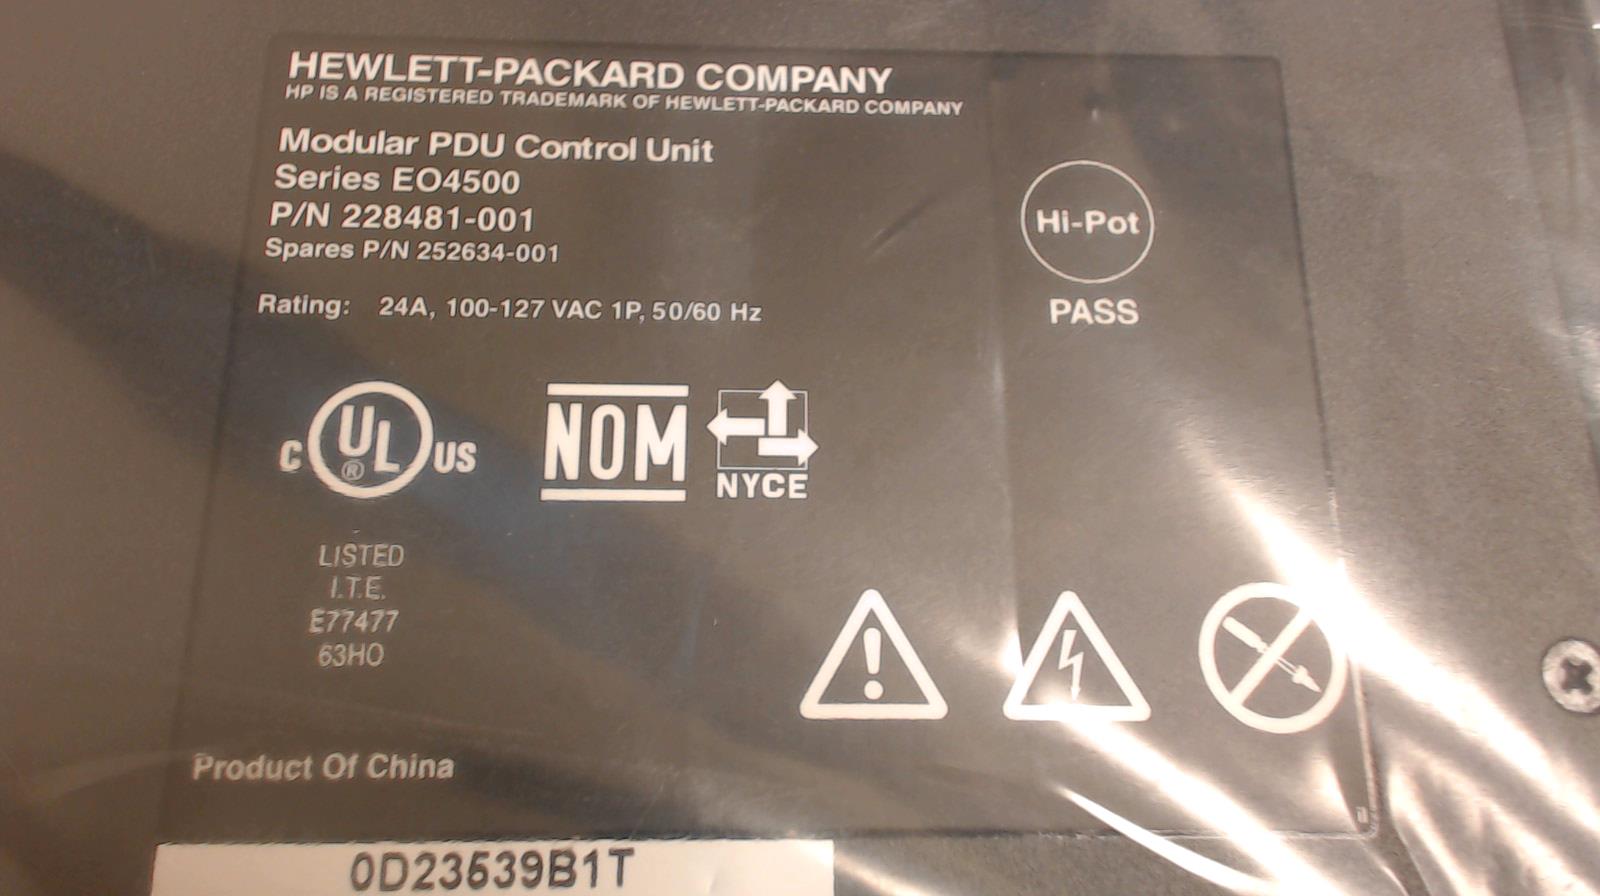 HEWLETT-PACKARD COMPANY
HP IS A REGISTERED TRADEMARK OF HEWLETT-PACKARD COMPANY
Modular PDU Control Unit
Series EO4500
P/N 228481-001
Spares P/N 252634-001
Hi-Pot
PASS
Rating: 24A, 100-127 VAC 1P, 50/60 Hz
C UL ® US
NOM
NYCE
LISTED
I.T.E.
E77477
63HO
Product Of China
0D23539B1T